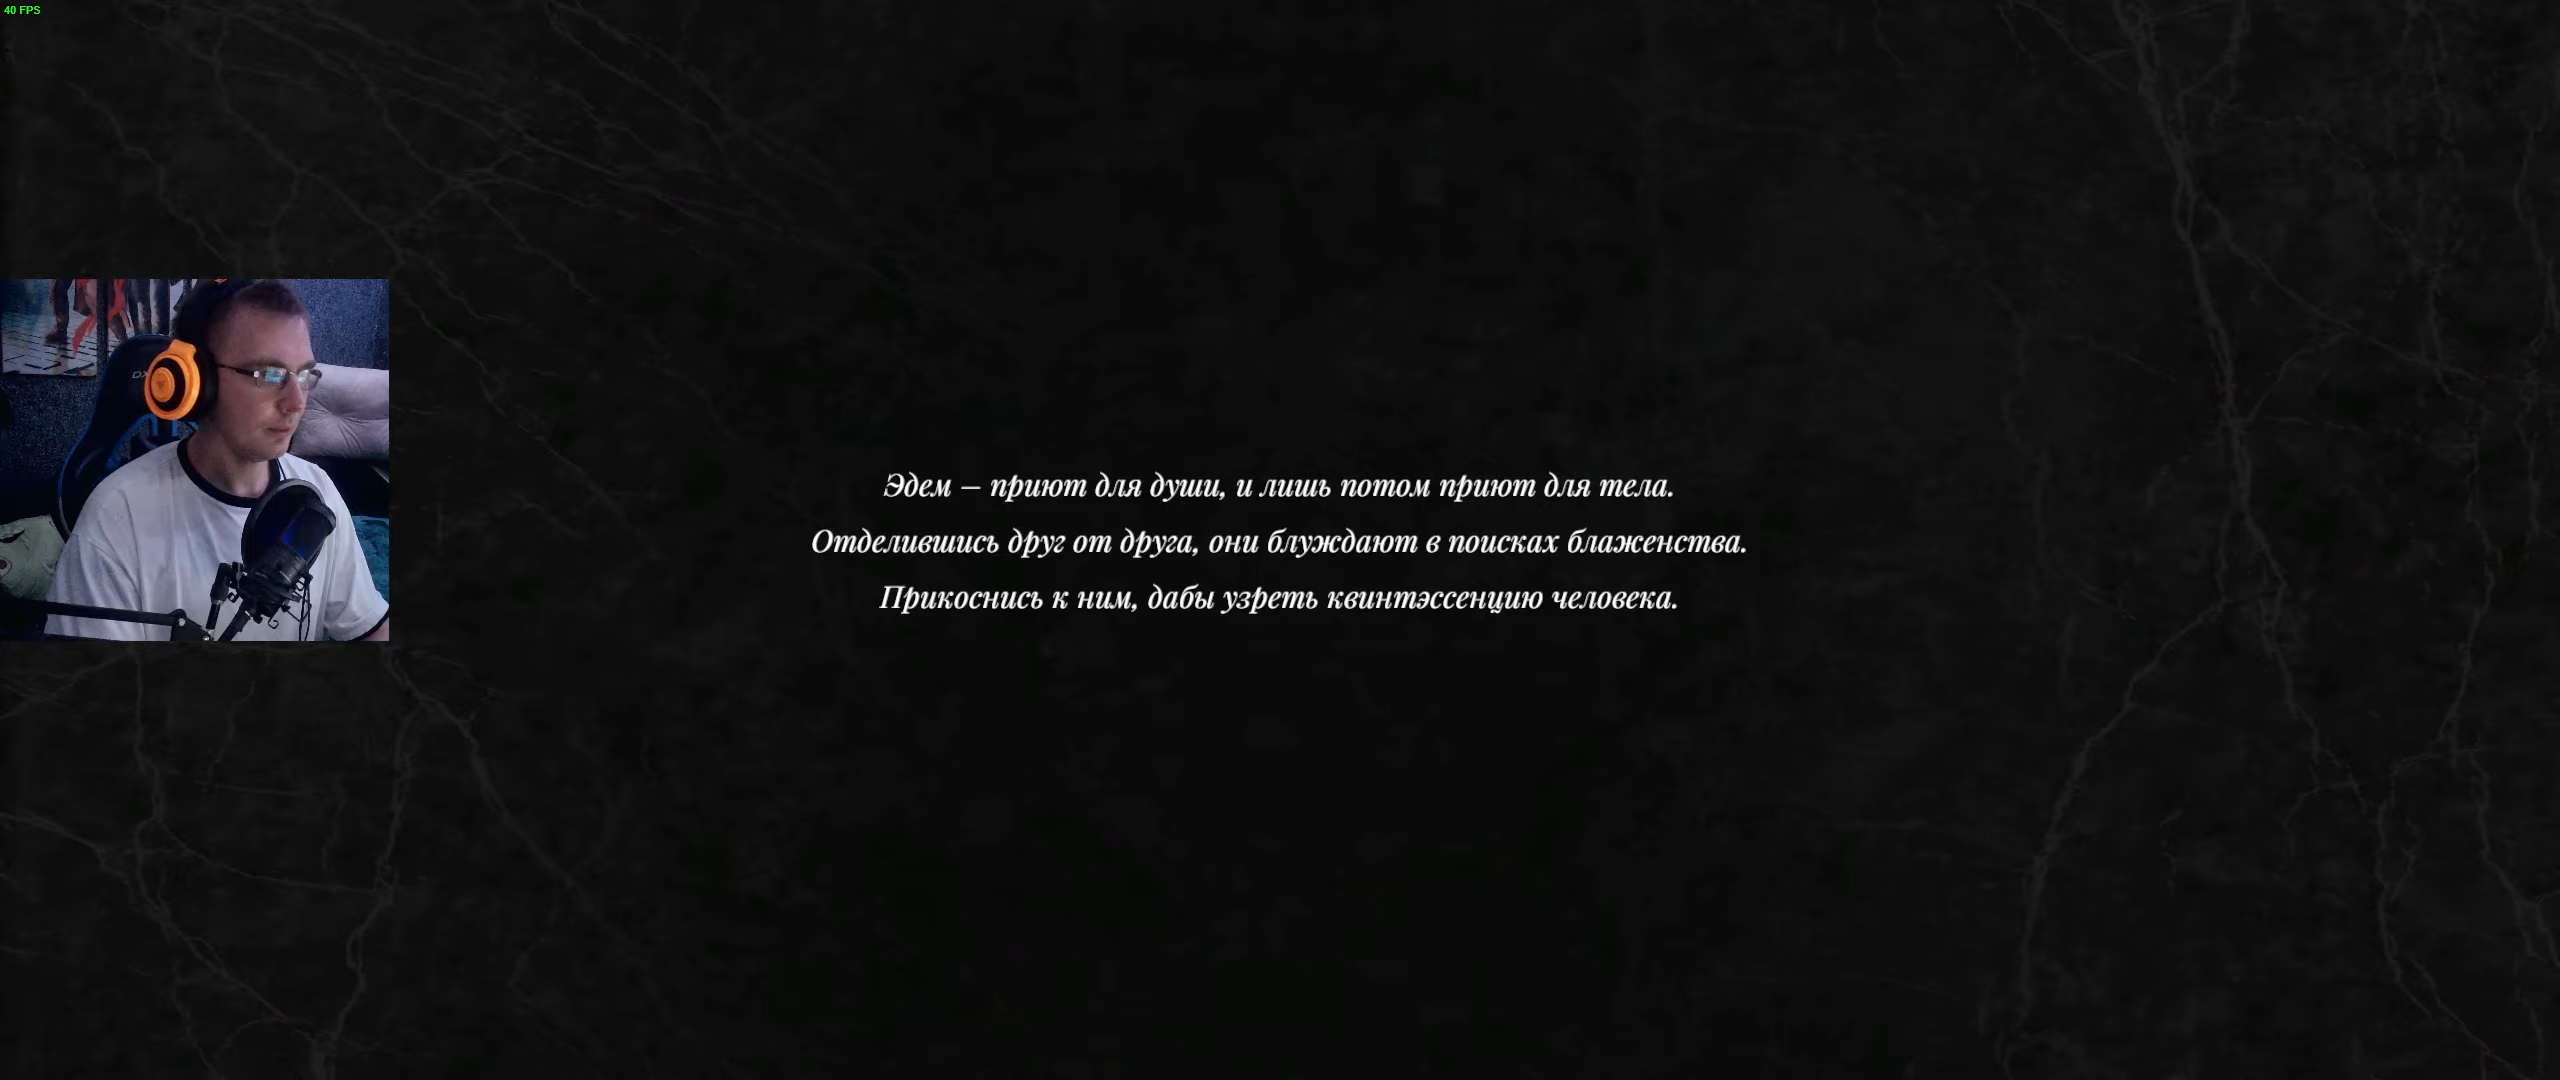 40 FPS
DX
Эдем — приют для души, и лишь потом приют для тела.
Отделившись друг от друга, они блуждают в поисках блаженства.
Прикоснись к ним, дабы узреть квинтэссенцию человека.